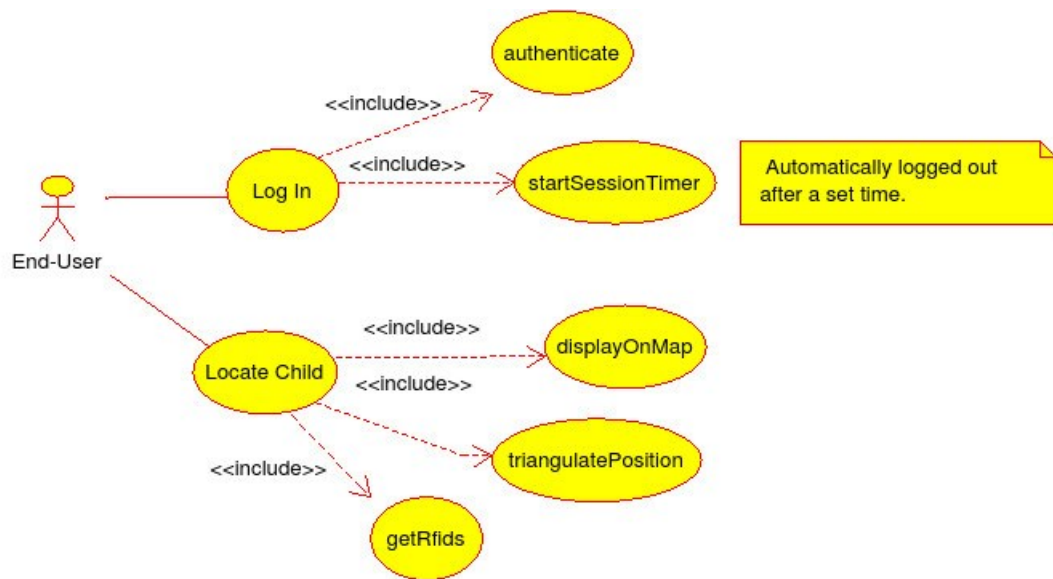 authenticate
<<include>>
<<include>>
Log In
startSessionTimer
Automatically logged out
after a set time.
End-User
<<include>>
displayOnMap
Locate Child
<<include>>
triangulatePosition
<<include>>
getRfids